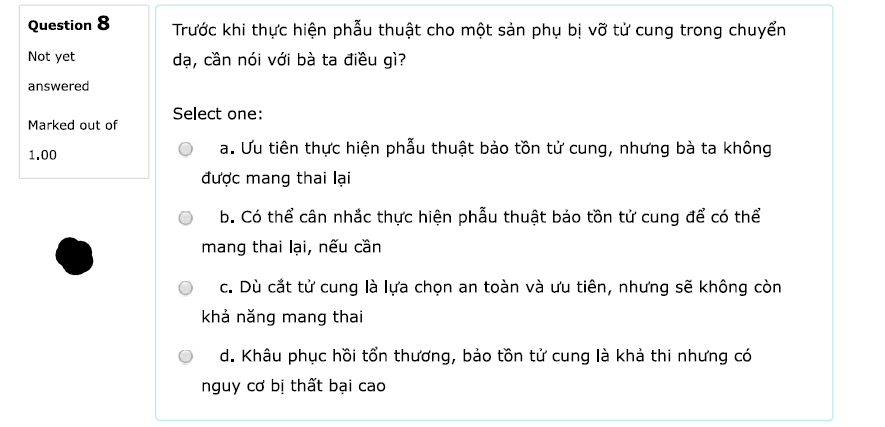 Question 8
Not yet
answered
Marked out of
1.00
Trước khi thực hiện phẫu thuật cho một sản phụ bị vỡ tử cung trong chuyển
dạ, cần nói với bà ta điều gì?
Select one:
a. Ưu tiên thực hiện phẫu thuật bảo tồn tử cung, nhưng bà ta không
được mang thai lại
b. Có thể cân nhắc thực hiện phẫu thuật bảo tồn tử cung để có thể
mang thai lại, nếu cần
c. Dù cắt tử cung là lựa chọn an toàn và ưu tiên, nhưng sẽ không còn
khả năng mang thai
d. Khâu phục hồi tổn thương, bảo tồn tử cung là khả thi nhưng có
nguy cơ bị thất bại cao